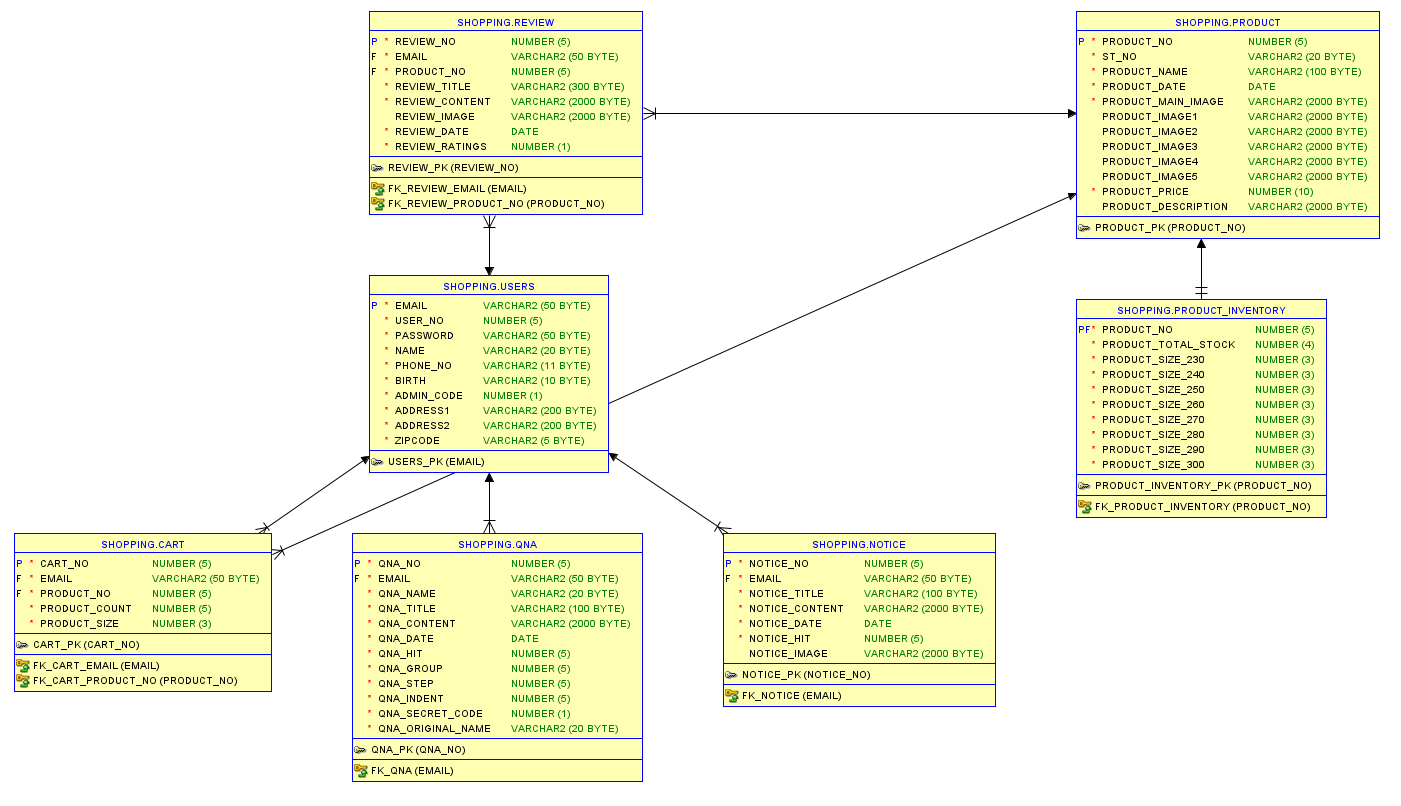 SHOPPING.REVIEW
P * REVIEW_NO NUMBER (5)
F * EMAIL VARCHAR2 (50 BYTE)
F * PRODUCT_NO NUMBER (5)
* REVIEW_TITLE VARCHAR2 (300 BYTE)
* REVIEW_CONTENT VARCHAR2 (2000 BYTE)
REVIEW_IMAGE VARCHAR2 (2000 BYTE)
* REVIEW_DATE DATE
* REVIEW_RATINGS NUMBER (1)
REVIEW_PK (REVIEW_NO)
FK_REVIEW_EMAIL (EMAIL)
FK_REVIEW_PRODUCT_NO (PRODUCT_NO)
SHOPPING.PRODUCT
P * PRODUCT_NO NUMBER (5)
* ST_NO VARCHAR2 (20 BYTE)
* PRODUCT_NAME VARCHAR2 (100 BYTE)
* PRODUCT_DATE DATE
* PRODUCT_MAIN_IMAGE VARCHAR2 (2000 BYTE)
PRODUCT_IMAGE1 VARCHAR2 (2000 BYTE)
PRODUCT_IMAGE2 VARCHAR2 (2000 BYTE)
PRODUCT_IMAGE3 VARCHAR2 (2000 BYTE)
PRODUCT_IMAGE4 VARCHAR2 (2000 BYTE)
PRODUCT_IMAGE5 VARCHAR2 (2000 BYTE)
* PRODUCT_PRICE NUMBER (10)
PRODUCT_DESCRIPTION VARCHAR2 (2000 BYTE)
PRODUCT_PK (PRODUCT_NO)
SHOPPING.USERS
P * EMAIL VARCHAR2 (50 BYTE)
* USER_NO NUMBER (5)
* PASSWORD VARCHAR2 (50 BYTE)
* NAME VARCHAR2 (20 BYTE)
* PHONE_NO VARCHAR2 (11 BYTE)
* BIRTH VARCHAR2 (10 BYTE)
* ADMIN_CODE NUMBER (1)
* ADDRESS1 VARCHAR2 (200 BYTE)
* ADDRESS2 VARCHAR2 (200 BYTE)
* ZIPCODE VARCHAR2 (5 BYTE)
USERS_PK (EMAIL)
SHOPPING.PRODUCT_INVENTORY
PF* PRODUCT_NO NUMBER (5)
* PRODUCT_TOTAL_STOCK NUMBER (4)
* PRODUCT_SIZE_230 NUMBER (3)
* PRODUCT_SIZE_240 NUMBER (3)
* PRODUCT_SIZE_250 NUMBER (3)
* PRODUCT_SIZE_260 NUMBER (3)
* PRODUCT_SIZE_270 NUMBER (3)
* PRODUCT_SIZE_280 NUMBER (3)
* PRODUCT_SIZE_290 NUMBER (3)
* PRODUCT_SIZE_300 NUMBER (3)
PRODUCT_INVENTORY_PK (PRODUCT_NO)
FK_PRODUCT_INVENTORY (PRODUCT_NO)
SHOPPING.CART
P * CART_NO NUMBER (5)
F * EMAIL VARCHAR2 (50 BYTE)
F * PRODUCT_NO NUMBER (5)
* PRODUCT_COUNT NUMBER (5)
* PRODUCT_SIZE NUMBER (3)
CART_PK (CART_NO)
FK_CART_EMAIL (EMAIL)
FK_CART_PRODUCT_NO (PRODUCT_NO)
SHOPPING.QNA
P * QNA_NO NUMBER (5)
F * EMAIL VARCHAR2 (50 BYTE)
* QNA_NAME VARCHAR2 (20 BYTE)
* QNA_TITLE VARCHAR2 (100 BYTE)
* QNA_CONTENT VARCHAR2 (2000 BYTE)
* QNA_DATE DATE
* QNA_HIT NUMBER (5)
* QNA_GROUP NUMBER (5)
* QNA_STEP NUMBER (5)
* QNA_INDENT NUMBER (5)
* QNA_SECRET_CODE NUMBER (1)
* QNA_ORIGINAL_NAME VARCHAR2 (20 BYTE)
QNA_PK (QNA_NO)
FK_QNA (EMAIL)
SHOPPING.NOTICE
P * NOTICE_NO NUMBER (5)
F * EMAIL VARCHAR2 (50 BYTE)
* NOTICE_TITLE VARCHAR2 (100 BYTE)
* NOTICE_CONTENT VARCHAR2 (2000 BYTE)
* NOTICE_DATE DATE
* NOTICE_HIT NUMBER (5)
NOTICE_IMAGE VARCHAR2 (2000 BYTE)
NOTICE_PK (NOTICE_NO)
FK_NOTICE (EMAIL)